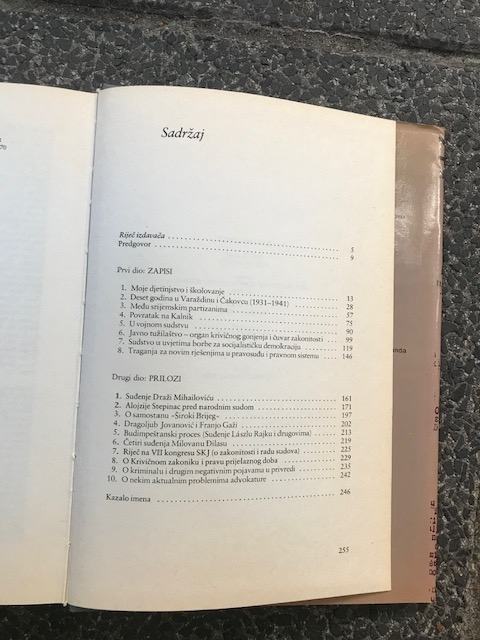 70
Sadržaj
Riječ izdavača ........ 5
Predgovor ........ 9
Prvi dio: ZAPISI
1. Moje djetinjstvo i školovanje ........ 13
2. Deset godina u Varaždinu i Čakovcu (1931–1941) ........ 28
3. Među srijemskim partizanima ........ 57
4. Povratak na Kalnik ........ 75
5. U vojnom sudstvu ........ 90
6. Javno tužilaštvo – organ krivičnog gonjenja i čuvar zakonitosti ........ 99
7. Sudstvo u uvjetima borbe za socijalističku demokraciju ........ 119
8. Traganja za novim rješenjima u pravosuđu i pravnom sistemu ........ 146
Drugi dio: PRILOZI
1. Suđenje Draži Mihailoviću ........ 161
2. Alojzije Stepinac pred narodnim sudom ........ 171
3. O samostanu »Široki Brijeg« ........ 197
4. Dragoljub Jovanović i Franjo Gaži ........ 202
5. Budimpeštanski proces (Suđenje Lászlu Rajku i drugovima) ........ 213
6. Četiri suđenja Milovanu Đilasu ........ 219
7. Riječ na VII kongresu SKJ (o zakonitosti i radu sudova) ........ 225
8. O Krivičnom zakoniku i pravu prijelaznog doba ........ 229
9. O kriminalu i drugim negativnim pojavama u privredi ........ 235
10. O nekim aktualnim problemima advokature ........ 242
Kazalo imena ........ 246
255